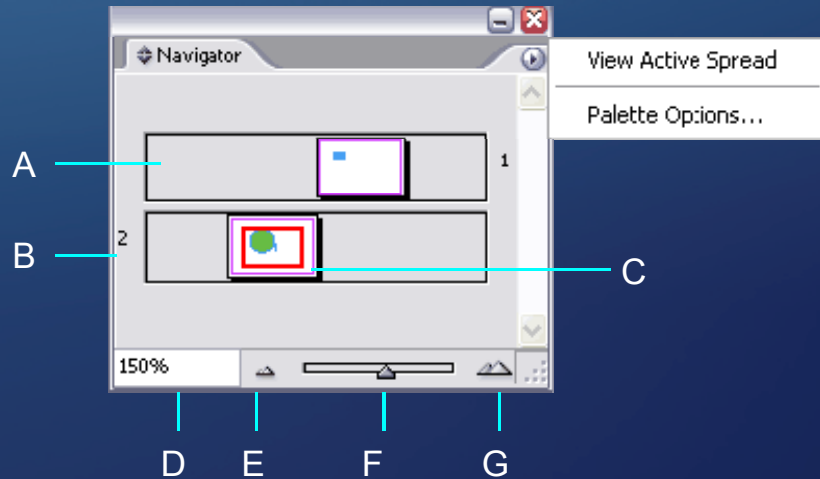 Navigator
View Active Spread
Palette Options...
A
1
2
B
C
150%
D E F G